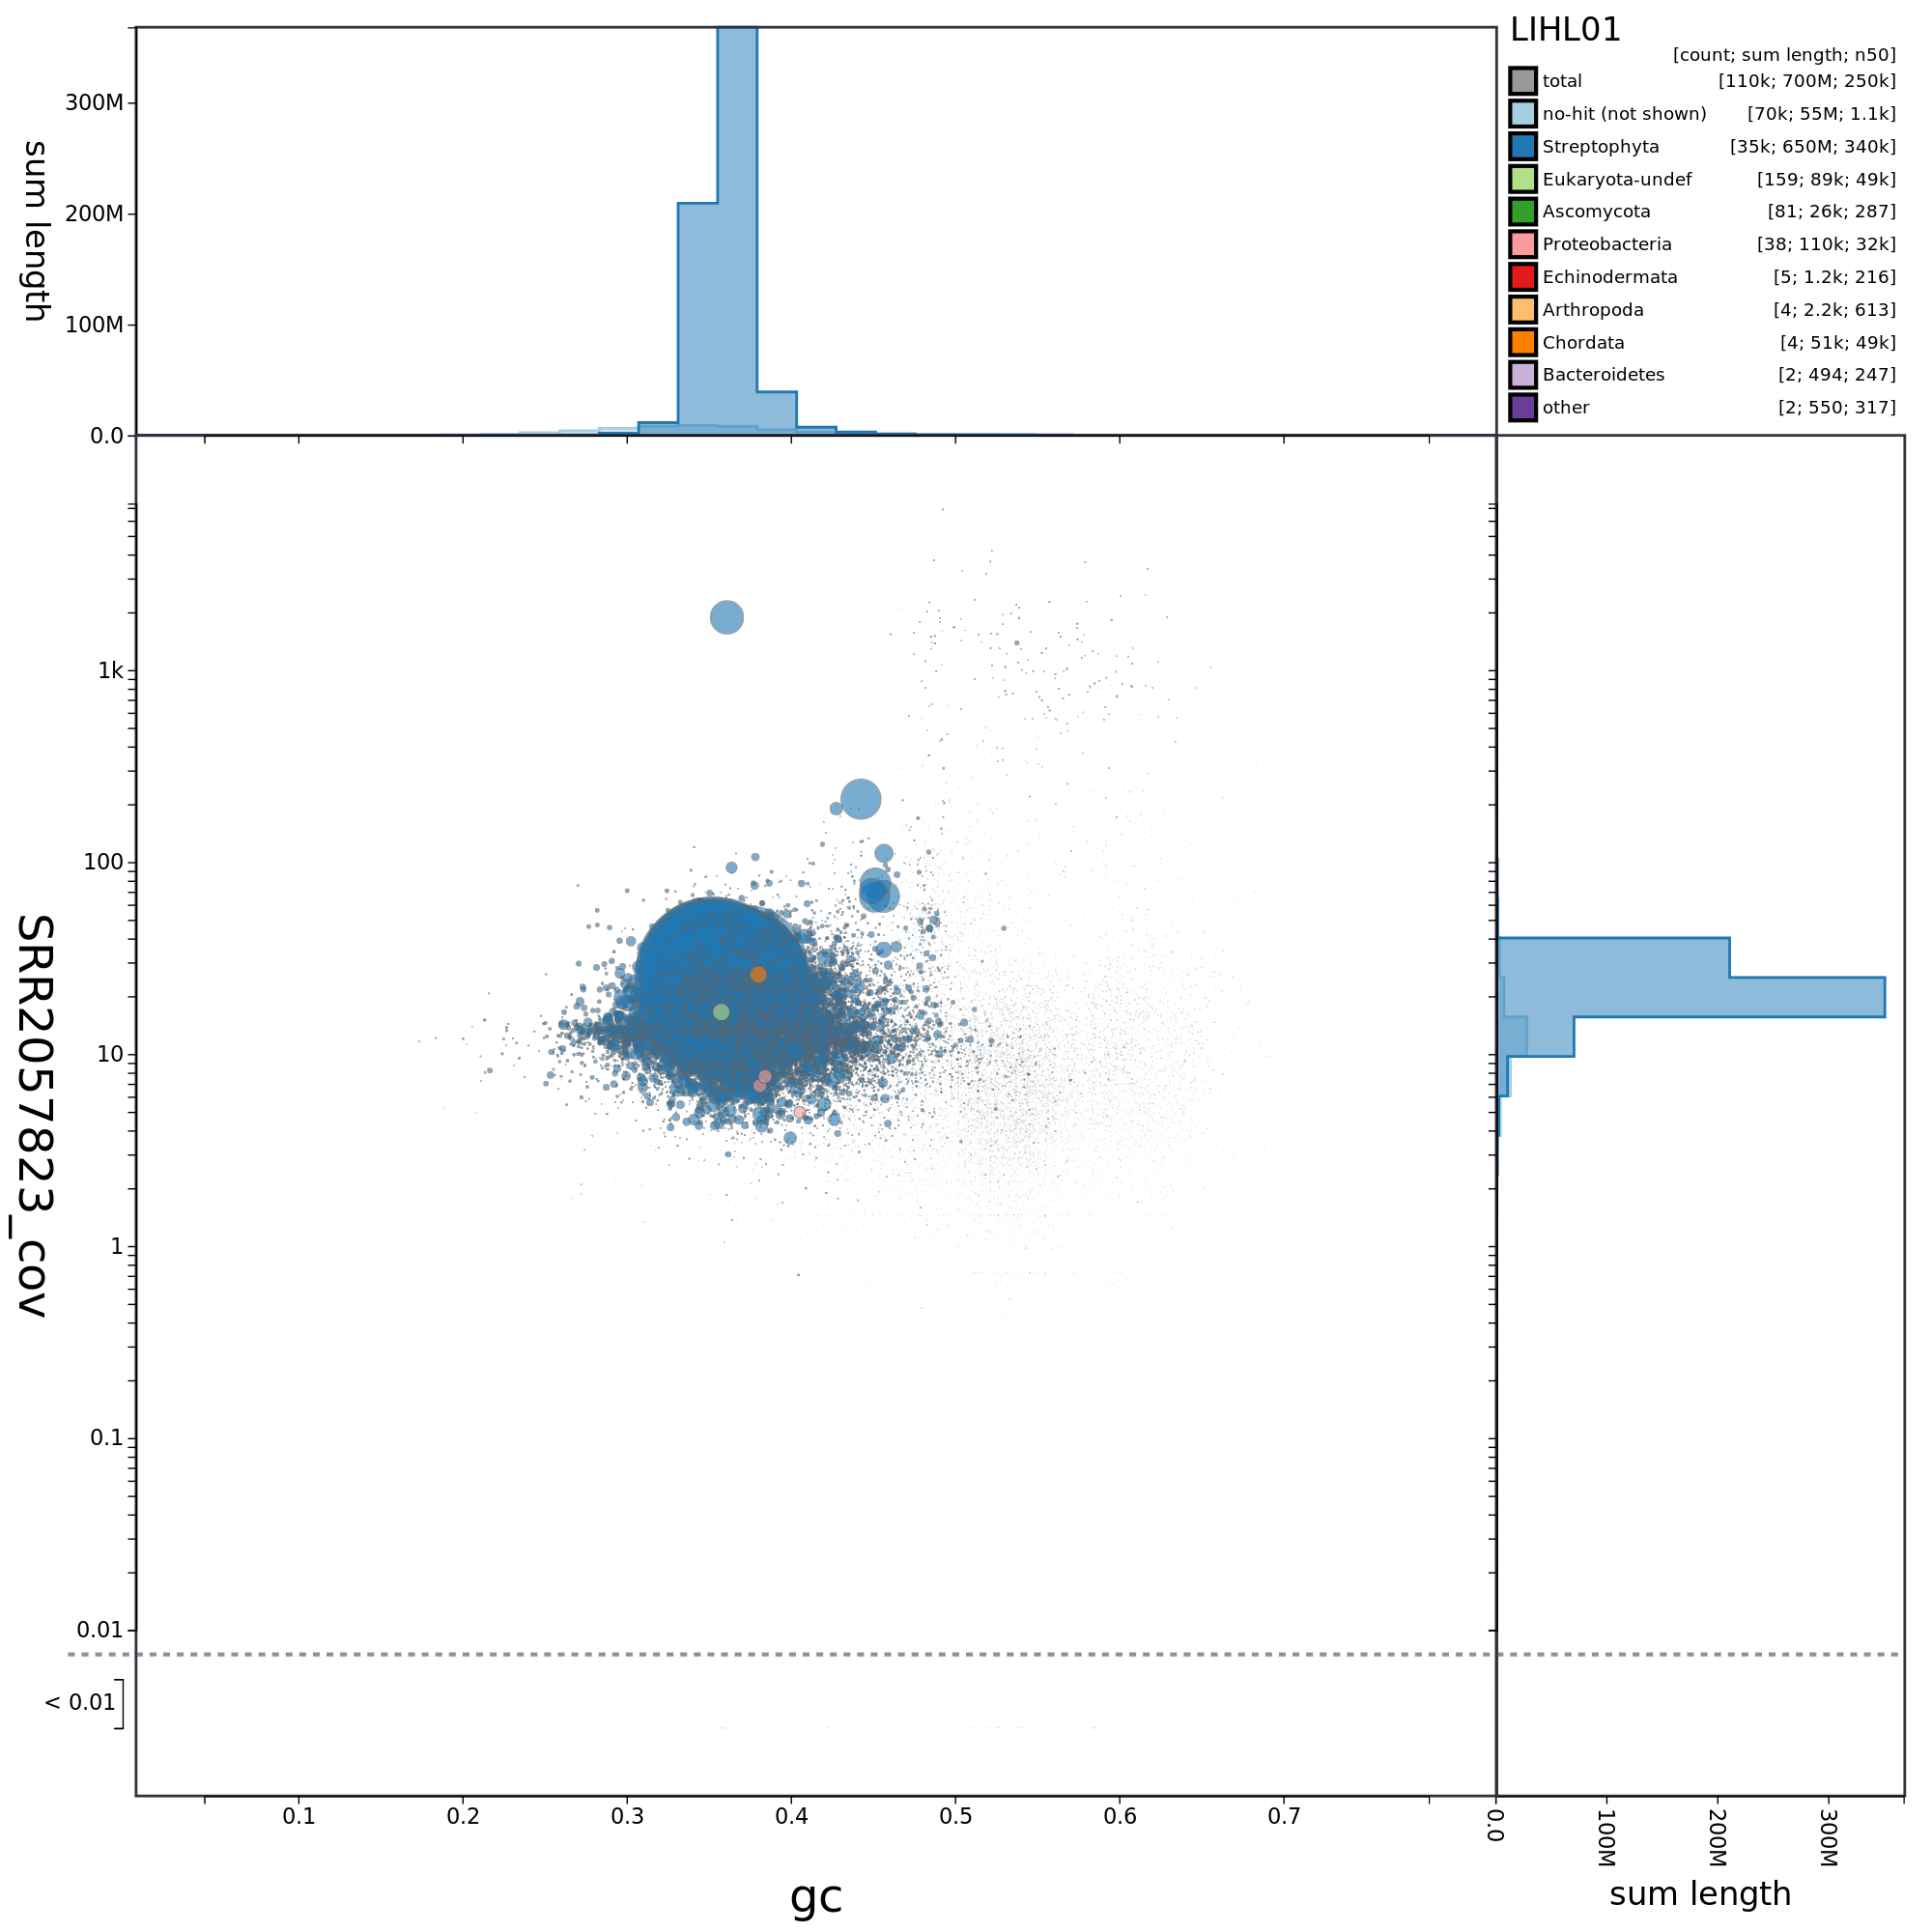 LIHL01
[count; sum length; n50]
total [110k; 700M; 250k]
no-hit (not shown) [70k; 55M; 1.1k]
Streptophyta [35k; 650M; 340k]
Eukaryota-undef [159; 89k; 49k]
Ascomycota [81; 26k; 287]
Proteobacteria [38; 110k; 32k]
Echinodermata [5; 1.2k; 216]
Arthropoda [4; 2.2k; 613]
Chordata [4; 51k; 49k]
Bacteroidetes [2; 494; 247]
other [2; 550; 317]
sum length
300M
200M
100M
0.0
SRR2057823_cov
1k
100
10
1
0.1
0.01
< 0.01
0.1 0.2 0.3 0.4 0.5 0.6 0.7
gc
0.0 100M 200M 300M
sum length